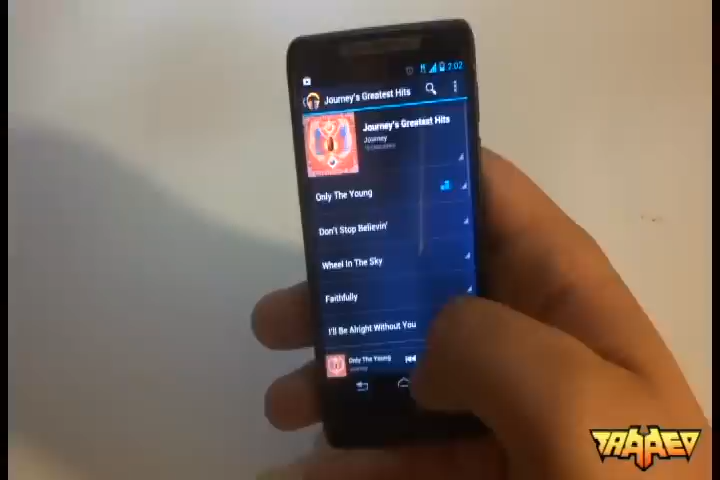 2:02
Journey's Greatest Hits
Journey's Greatest Hits
Journey
Only The Young
Don't Stop Believin'
Wheel In The Sky
Faithfully
I'll Be Alright Without You
Only The Young
Journey